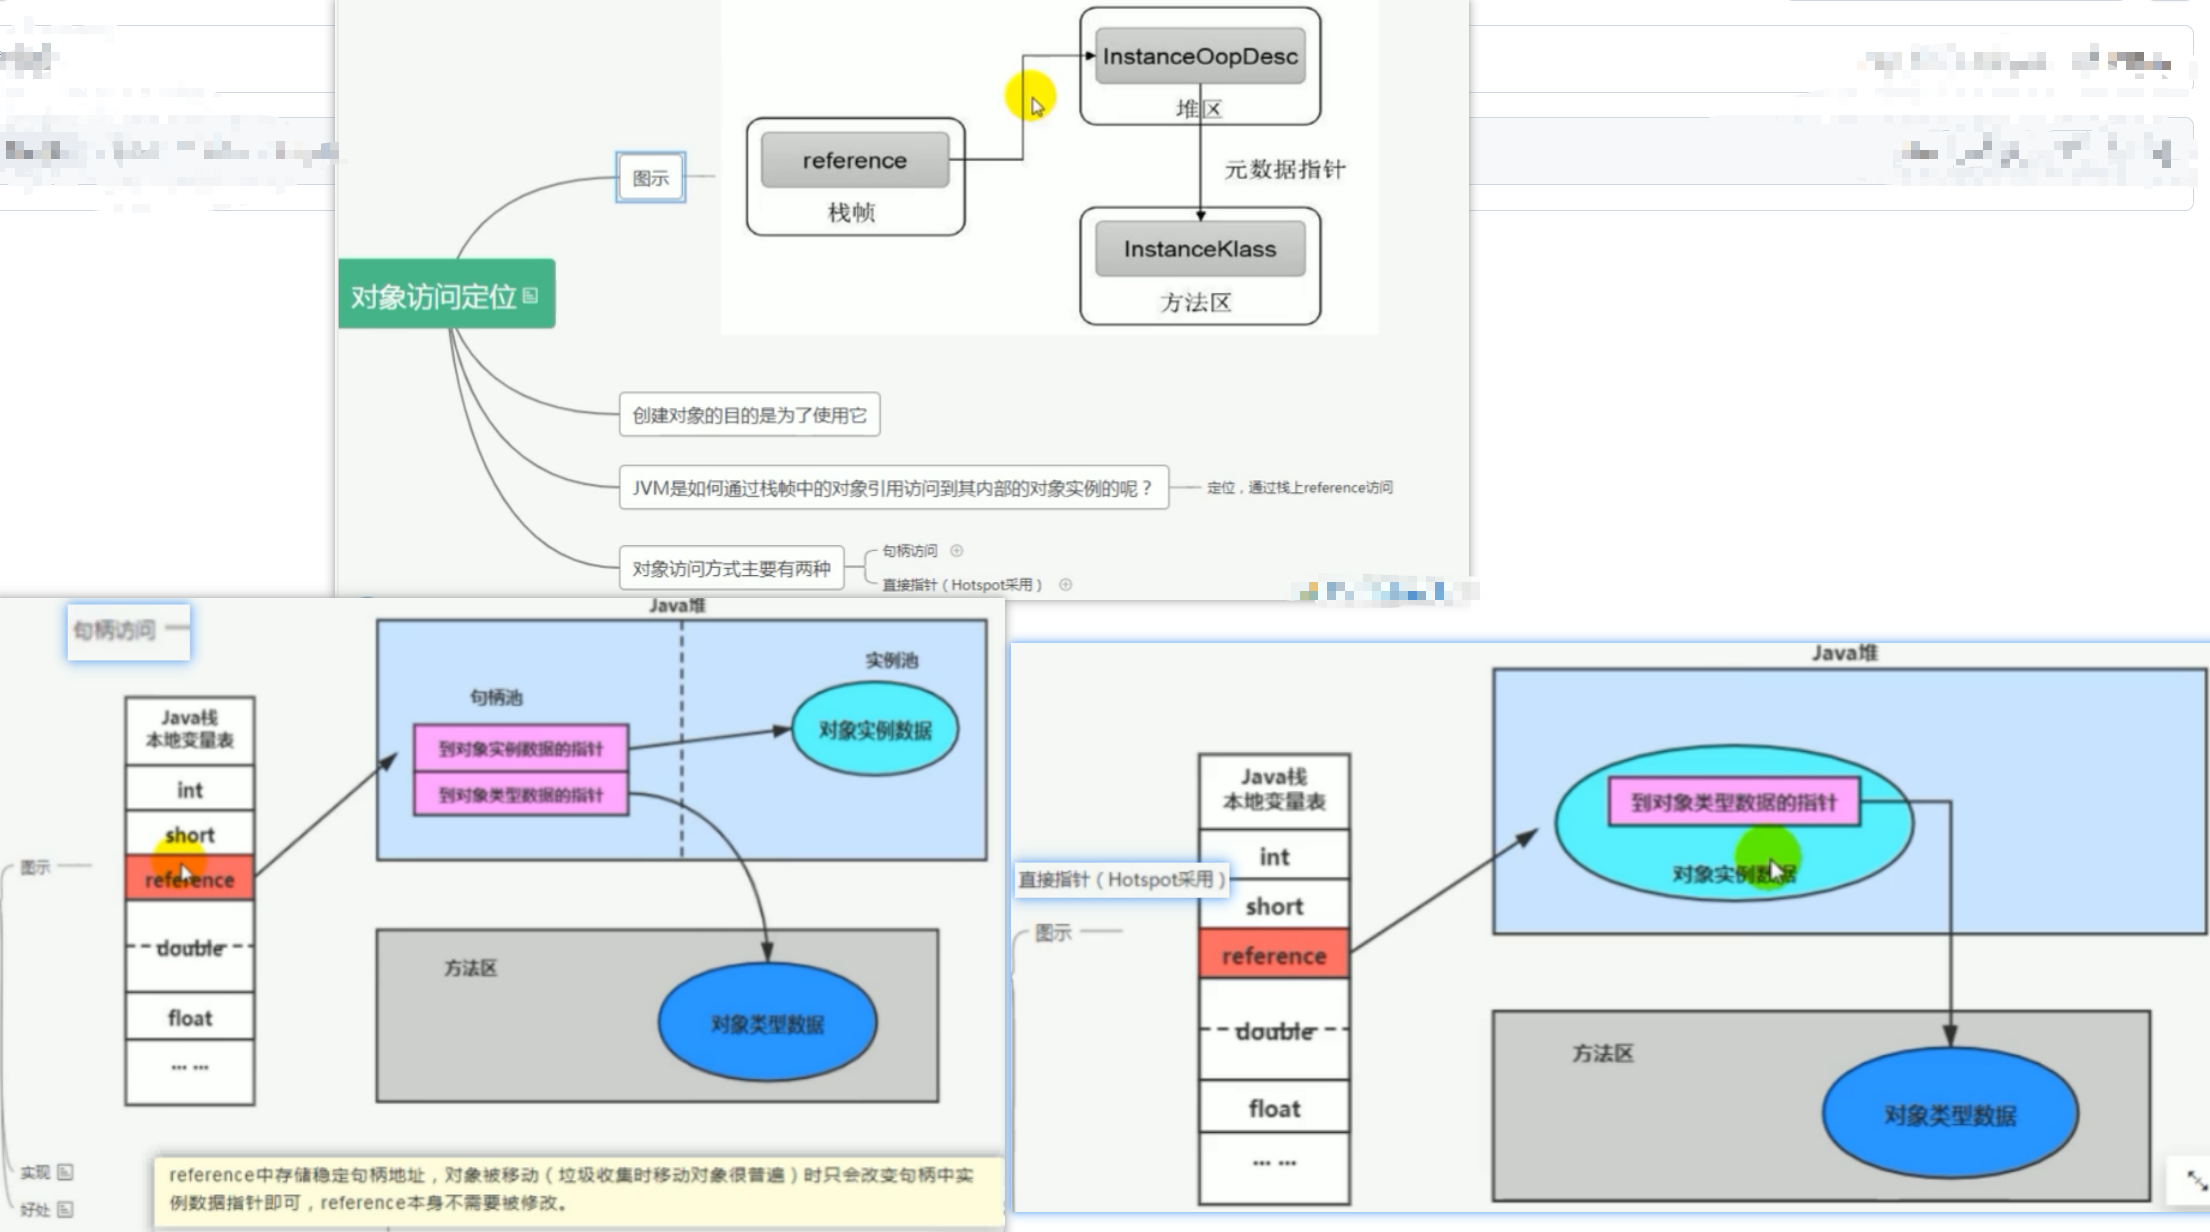 InstanceOopDesc
堆区
reference
栈帧
元数据指针
InstanceKlass
方法区
图示
对象访问定位
创建对象的目的是为了使用它
JVM是如何通过栈帧中的对象引用访问到其内部的对象实例的呢？
定位，通过栈上reference访问
对象访问方式主要有两种
句柄访问
直接指针（Hotspot采用）
句柄访问
Java堆
实例池
句柄池
对象实例数据
到对象实例数据的指针
到对象类型数据的指针
Java栈
本地变量表
int
short
reference
double
float
... ...
图示
方法区
对象类型数据
实现
好处
reference中存储稳定句柄地址，对象被移动（垃圾收集时移动对象很普遍）时只会改变句柄中实
例数据指针即可，reference本身不需要被修改。
Java堆
到对象类型数据的指针
对象实例数据
Java栈
本地变量表
int
short
reference
double
float
... ...
直接指针（Hotspot采用）
图示
方法区
对象类型数据